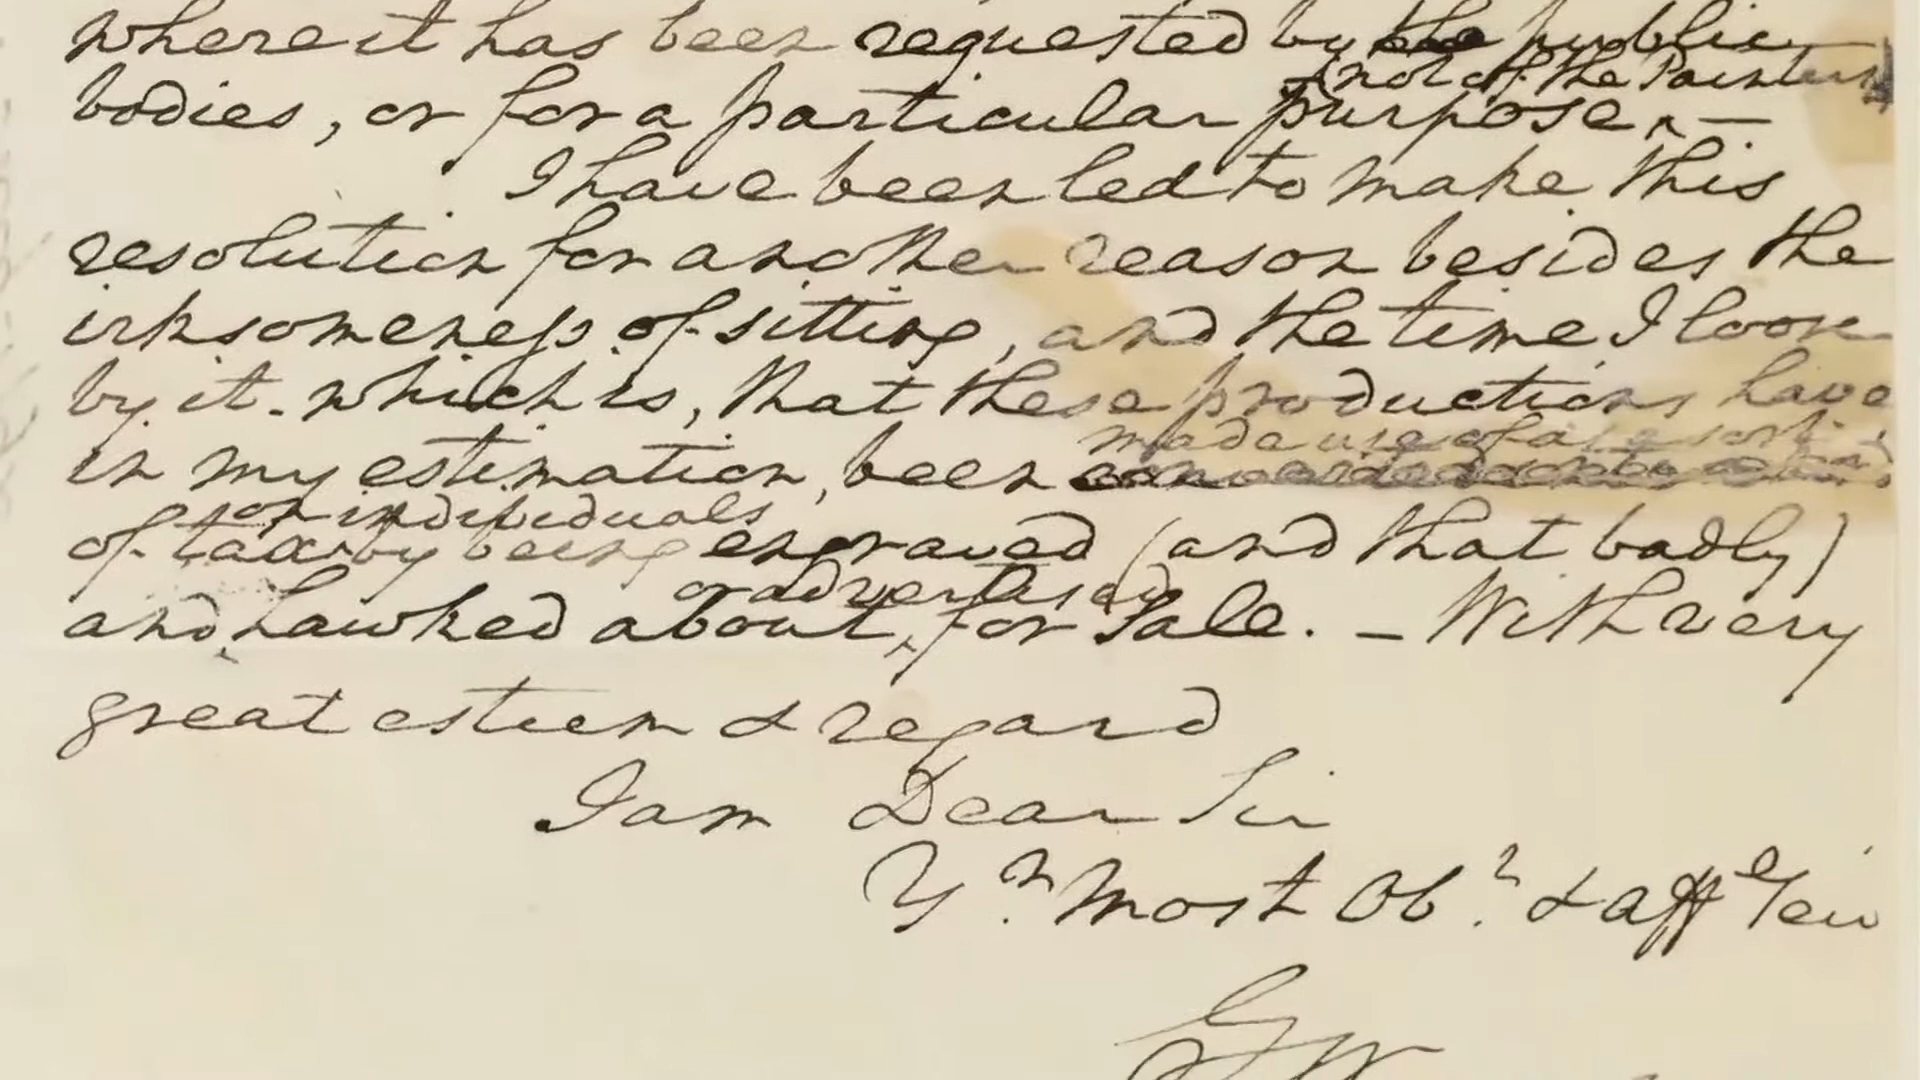 where it has been requested by the public
& not of the Painters
bodies, or for a particular purpose ^ —
I have been led to make this
resolution for another reason besides the
irksomeness of sitting, and the time I loose
by it. which is, that these productions have
made use of as a sort
in my estimation, been
on individuals
of tax by being engraved (and that badly)
or advertised
and hawked about, ^ for Sale. — With very
great esteem & regard
I am Dear Sir
Yr. Most Obt. & Affe
GW